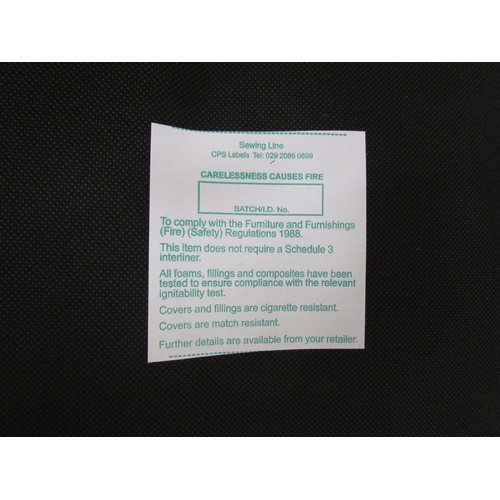 Sewing Line
CPS Labels Tel: 029 2086 0899
CARELESSNESS CAUSES FIRE
BATCH/I.D. No.
To comply with the Furniture and Furnishings
(Fire) (Safety) Regulations 1988.
This Item does not require a Schedule 3
interliner.
All foams, fillings and composites have been
tested to ensure compliance with the relevant
ignitability test.
Covers and fillings are cigarette resistant.
Covers are match resistant.
Further details are available from your retailer.